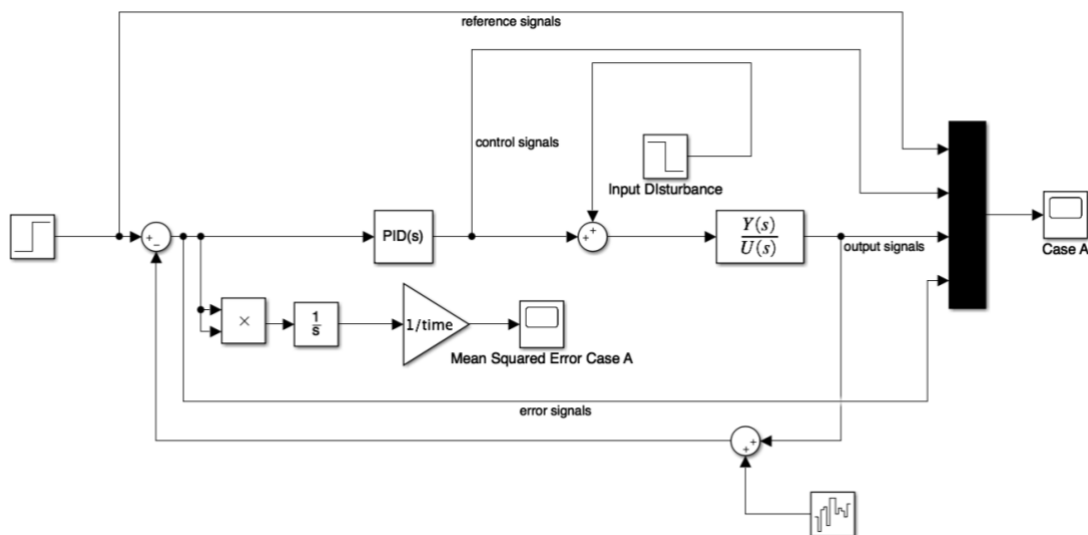 reference signals
control signals
Input DIsturbance
+
−
PID(s)
+
+
Y(s)
U(s)
output signals
Case A
×
1
s
1/time
Mean Squared Error Case A
error signals
+
+